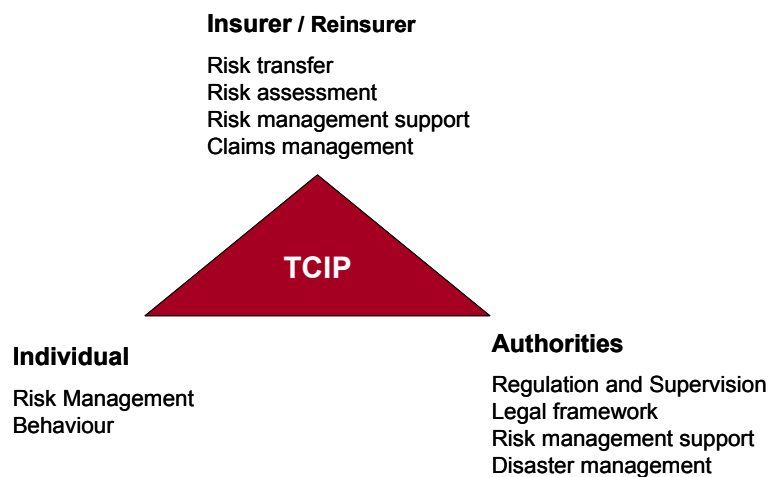 Insurer / Reinsurer
Risk transfer
Risk assessment
Risk management support
Claims management
TCIP
Individual
Risk Management
Behaviour
Authorities
Regulation and Supervision
Legal framework
Risk management support
Disaster management